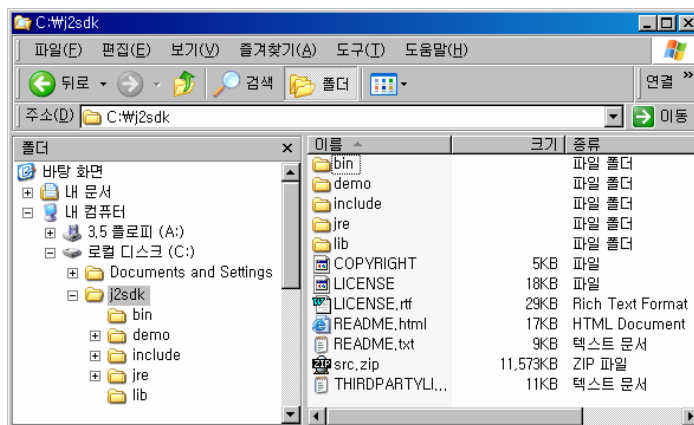 C:₩j2sdk
파일(F) 편집(E) 보기(V) 즐겨찾기(A) 도구(T) 도움말(H)
뒤로 검색 폴더 연결 »
주소(D) C:₩j2sdk 이동
폴더 ×
바탕 화면
내 문서
내 컴퓨터
3.5 플로피 (A:)
로컬 디스크 (C:)
Documents and Settings
j2sdk
bin
demo
include
jre
lib
이름 크기 종류
bin 파일 폴더
demo 파일 폴더
include 파일 폴더
jre 파일 폴더
lib 파일 폴더
COPYRIGHT 5KB 파일
LICENSE 18KB 파일
LICENSE.rtf 29KB Rich Text Format
README.html 17KB HTML Document
README.txt 9KB 텍스트 문서
src.zip 11,573KB ZIP 파일
THIRDPARTYLI... 11KB 텍스트 문서